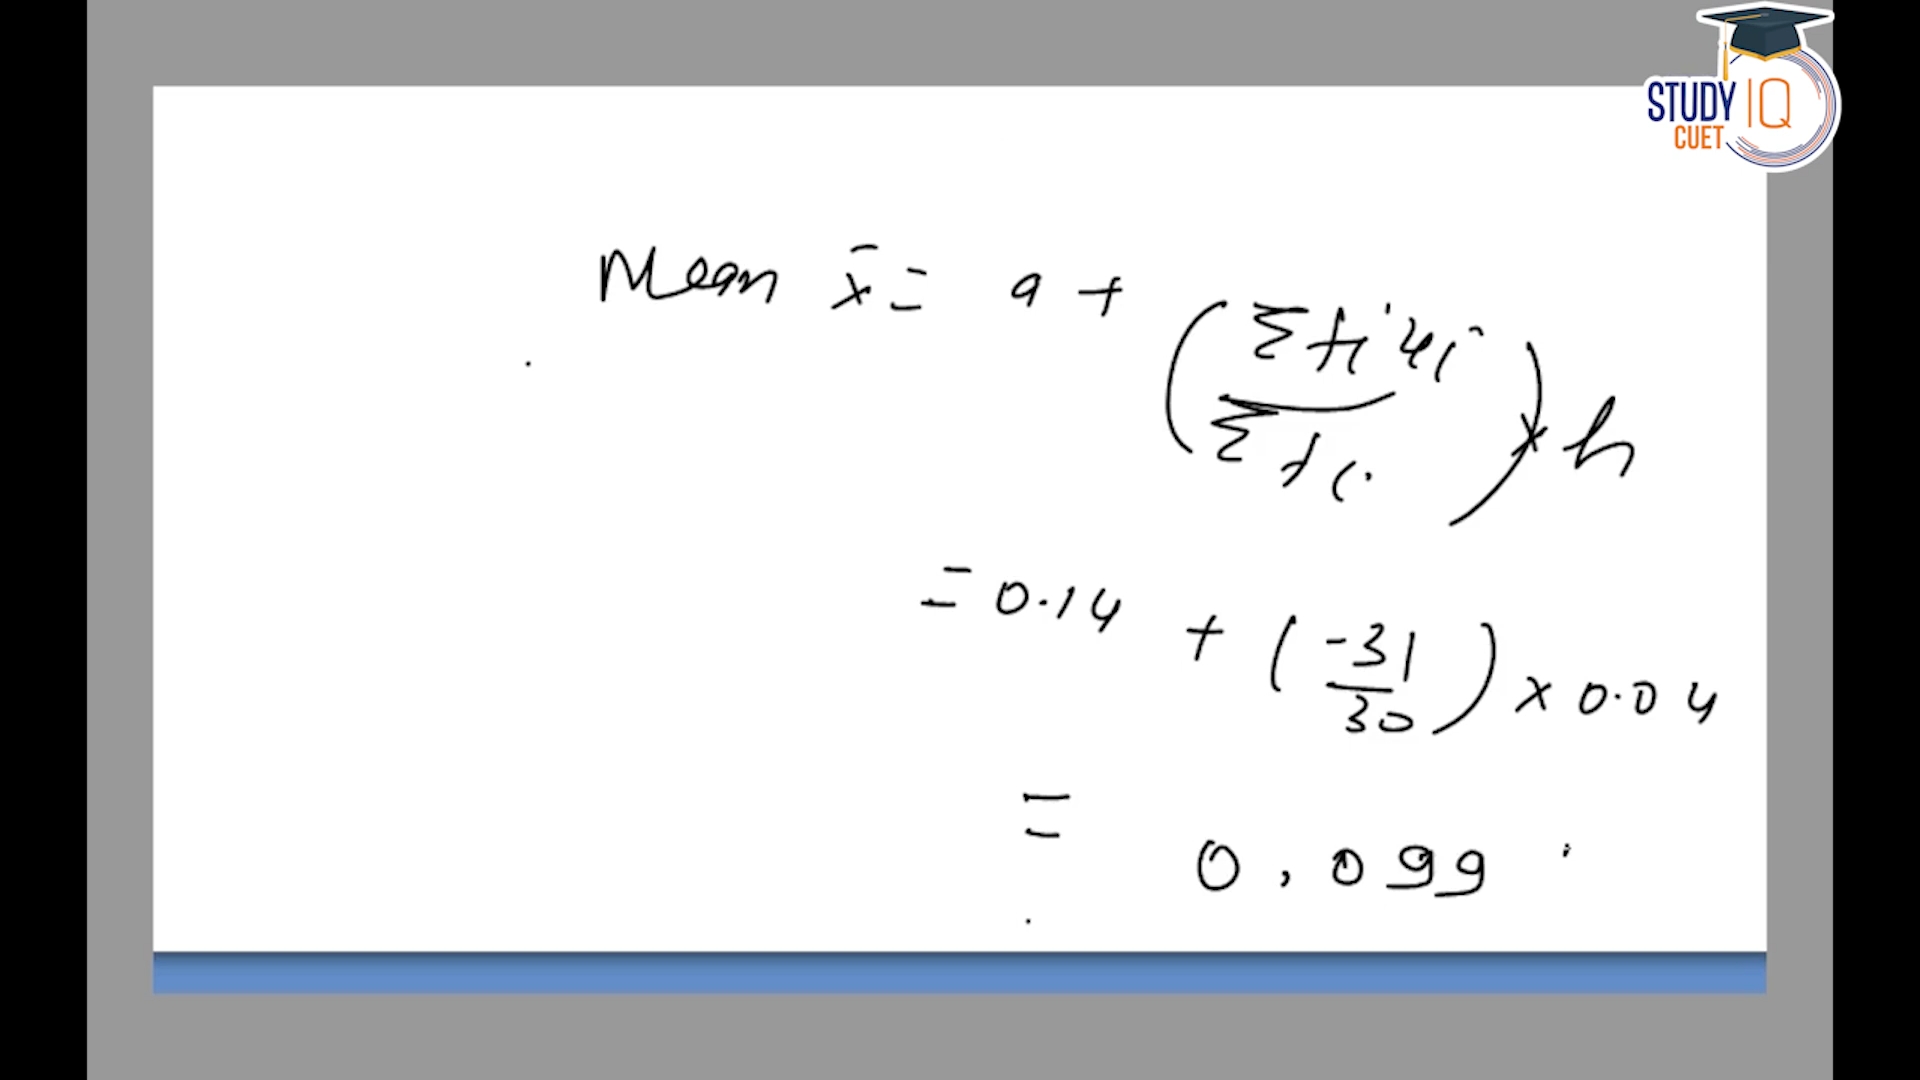 STUDY IQ
CUET
Mean x̄ = a + (Σfiui / Σfi) × h
= 0.14 + (-31/30) × 0.04
= 0.099